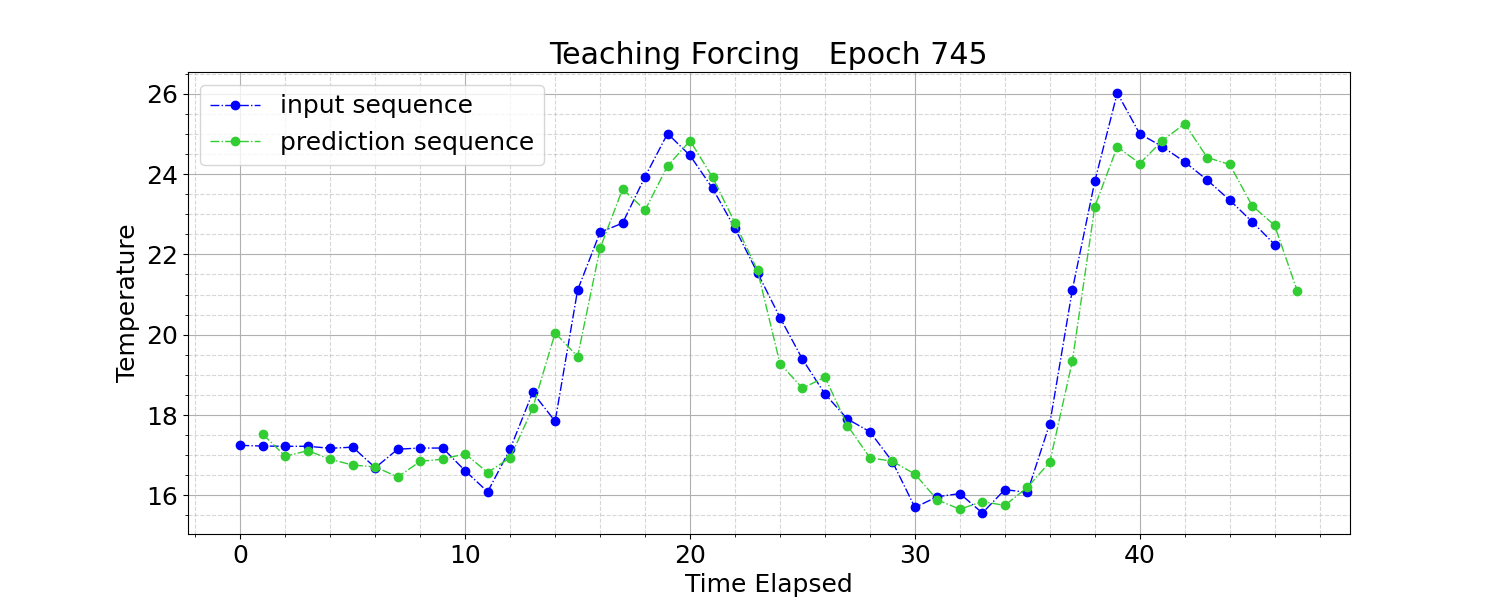 Teaching Forcing   Epoch 745
input sequence
prediction sequence
Temperature
26
24
22
20
18
16
0 10 20 30 40
Time Elapsed